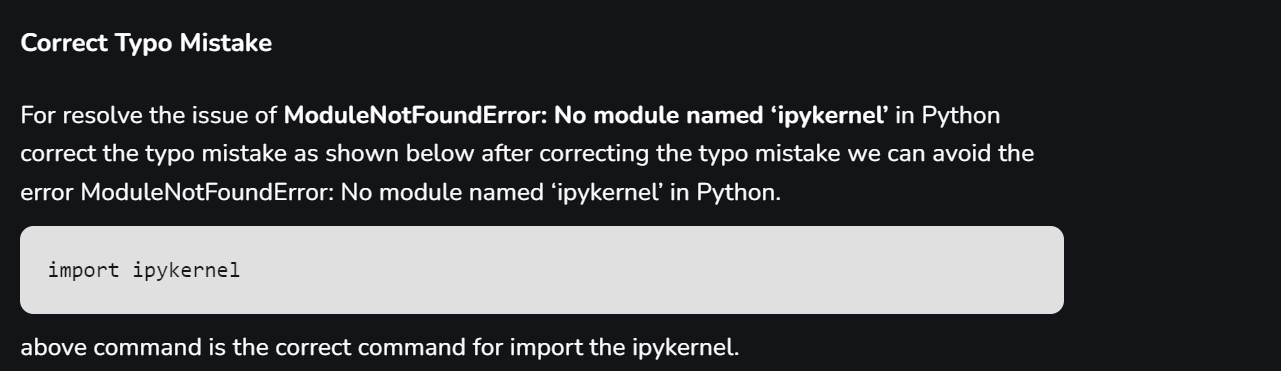 Correct Typo Mistake
For resolve the issue of ModuleNotFoundError: No module named ‘ipykernel’ in Python
correct the typo mistake as shown below after correcting the typo mistake we can avoid the
error ModuleNotFoundError: No module named ‘ipykernel’ in Python.
import ipykernel
above command is the correct command for import the ipykernel.